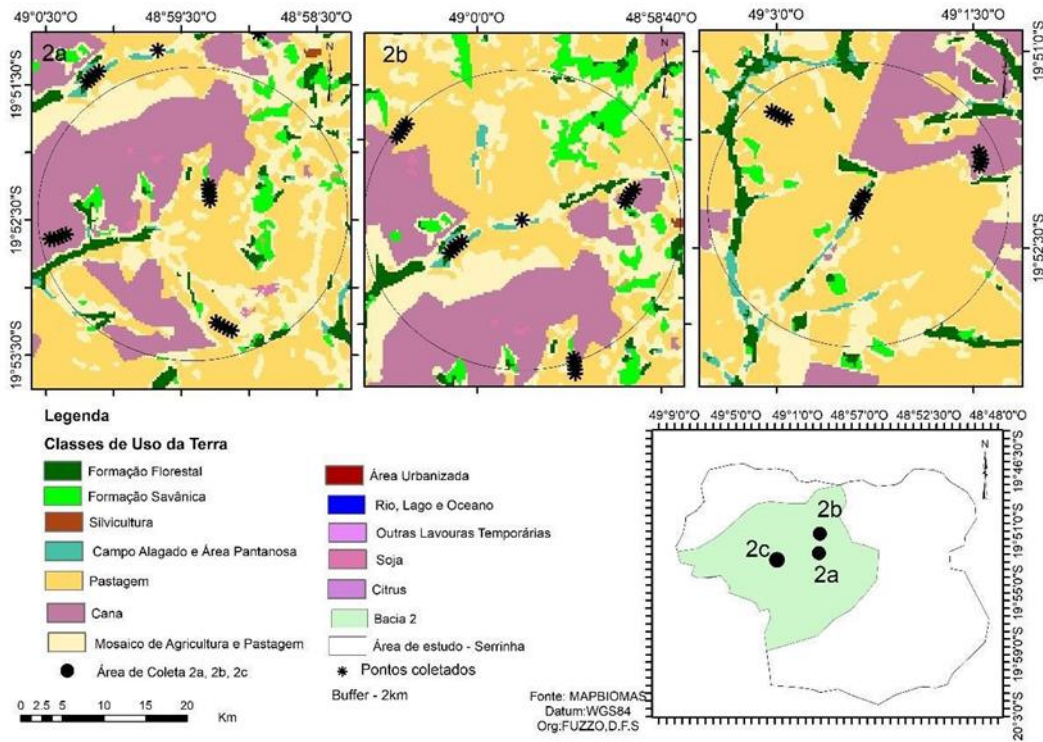 49°0'30"O 48°59'30"O 48°58'30"O 49°0'0"O 48°58'40"O 49°3'0"O 49°1'30"O
2a
2b
N
N
N
19°51'30"S
19°52'30"S
19°53'30"S
19°51'0"S
19°52'30"S
Legenda
Classes de Uso da Terra
Formação Florestal
Formação Savânica
Silvicultura
Campo Alagado e Área Pantanosa
Pastagem
Cana
Mosaico de Agricultura e Pastagem
Área de Coleta 2a, 2b, 2c
Área Urbanizada
Rio, Lago e Oceano
Outras Lavouras Temporárias
Soja
Citrus
Bacia 2
Área de estudo - Serrinha
Pontos coletados
Buffer - 2km
0 2.5 5 10 15 20
Km
Fonte: MAPBIOMAS
Datum:WGS84
Org:FUZZO,D.F.S
49°9'0"O 49°5'0"O 49°1'0"O 48°57'0"O 48°52'30"O 48°48'0"O
N
2b
2c
2a
19°46'30"S
19°51'0"S
19°55'0"S
19°59'0"S
20°3'30"S